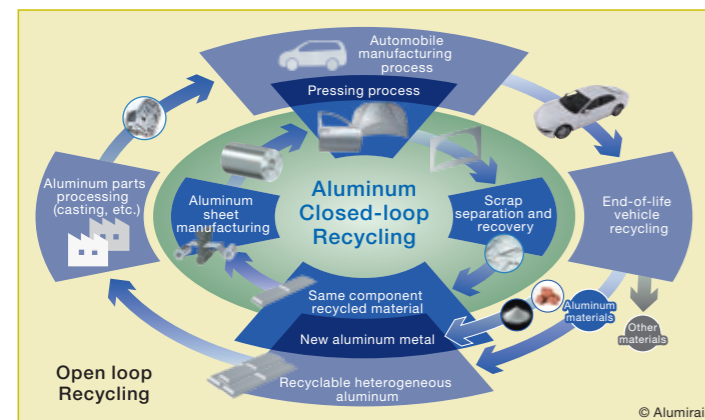 Automobile
manufacturing
process
Pressing process
Aluminum parts
processing
(casting, etc.)
Aluminum
sheet
manufacturing
Aluminum
Closed-loop
Recycling
Scrap
separation and
recovery
End-of-life
vehicle
recycling
Same component
recycled material
New aluminum metal
Recyclable heterogeneous
aluminum
Aluminum
materials
Other
materials
Open loop
Recycling
© Alumirai